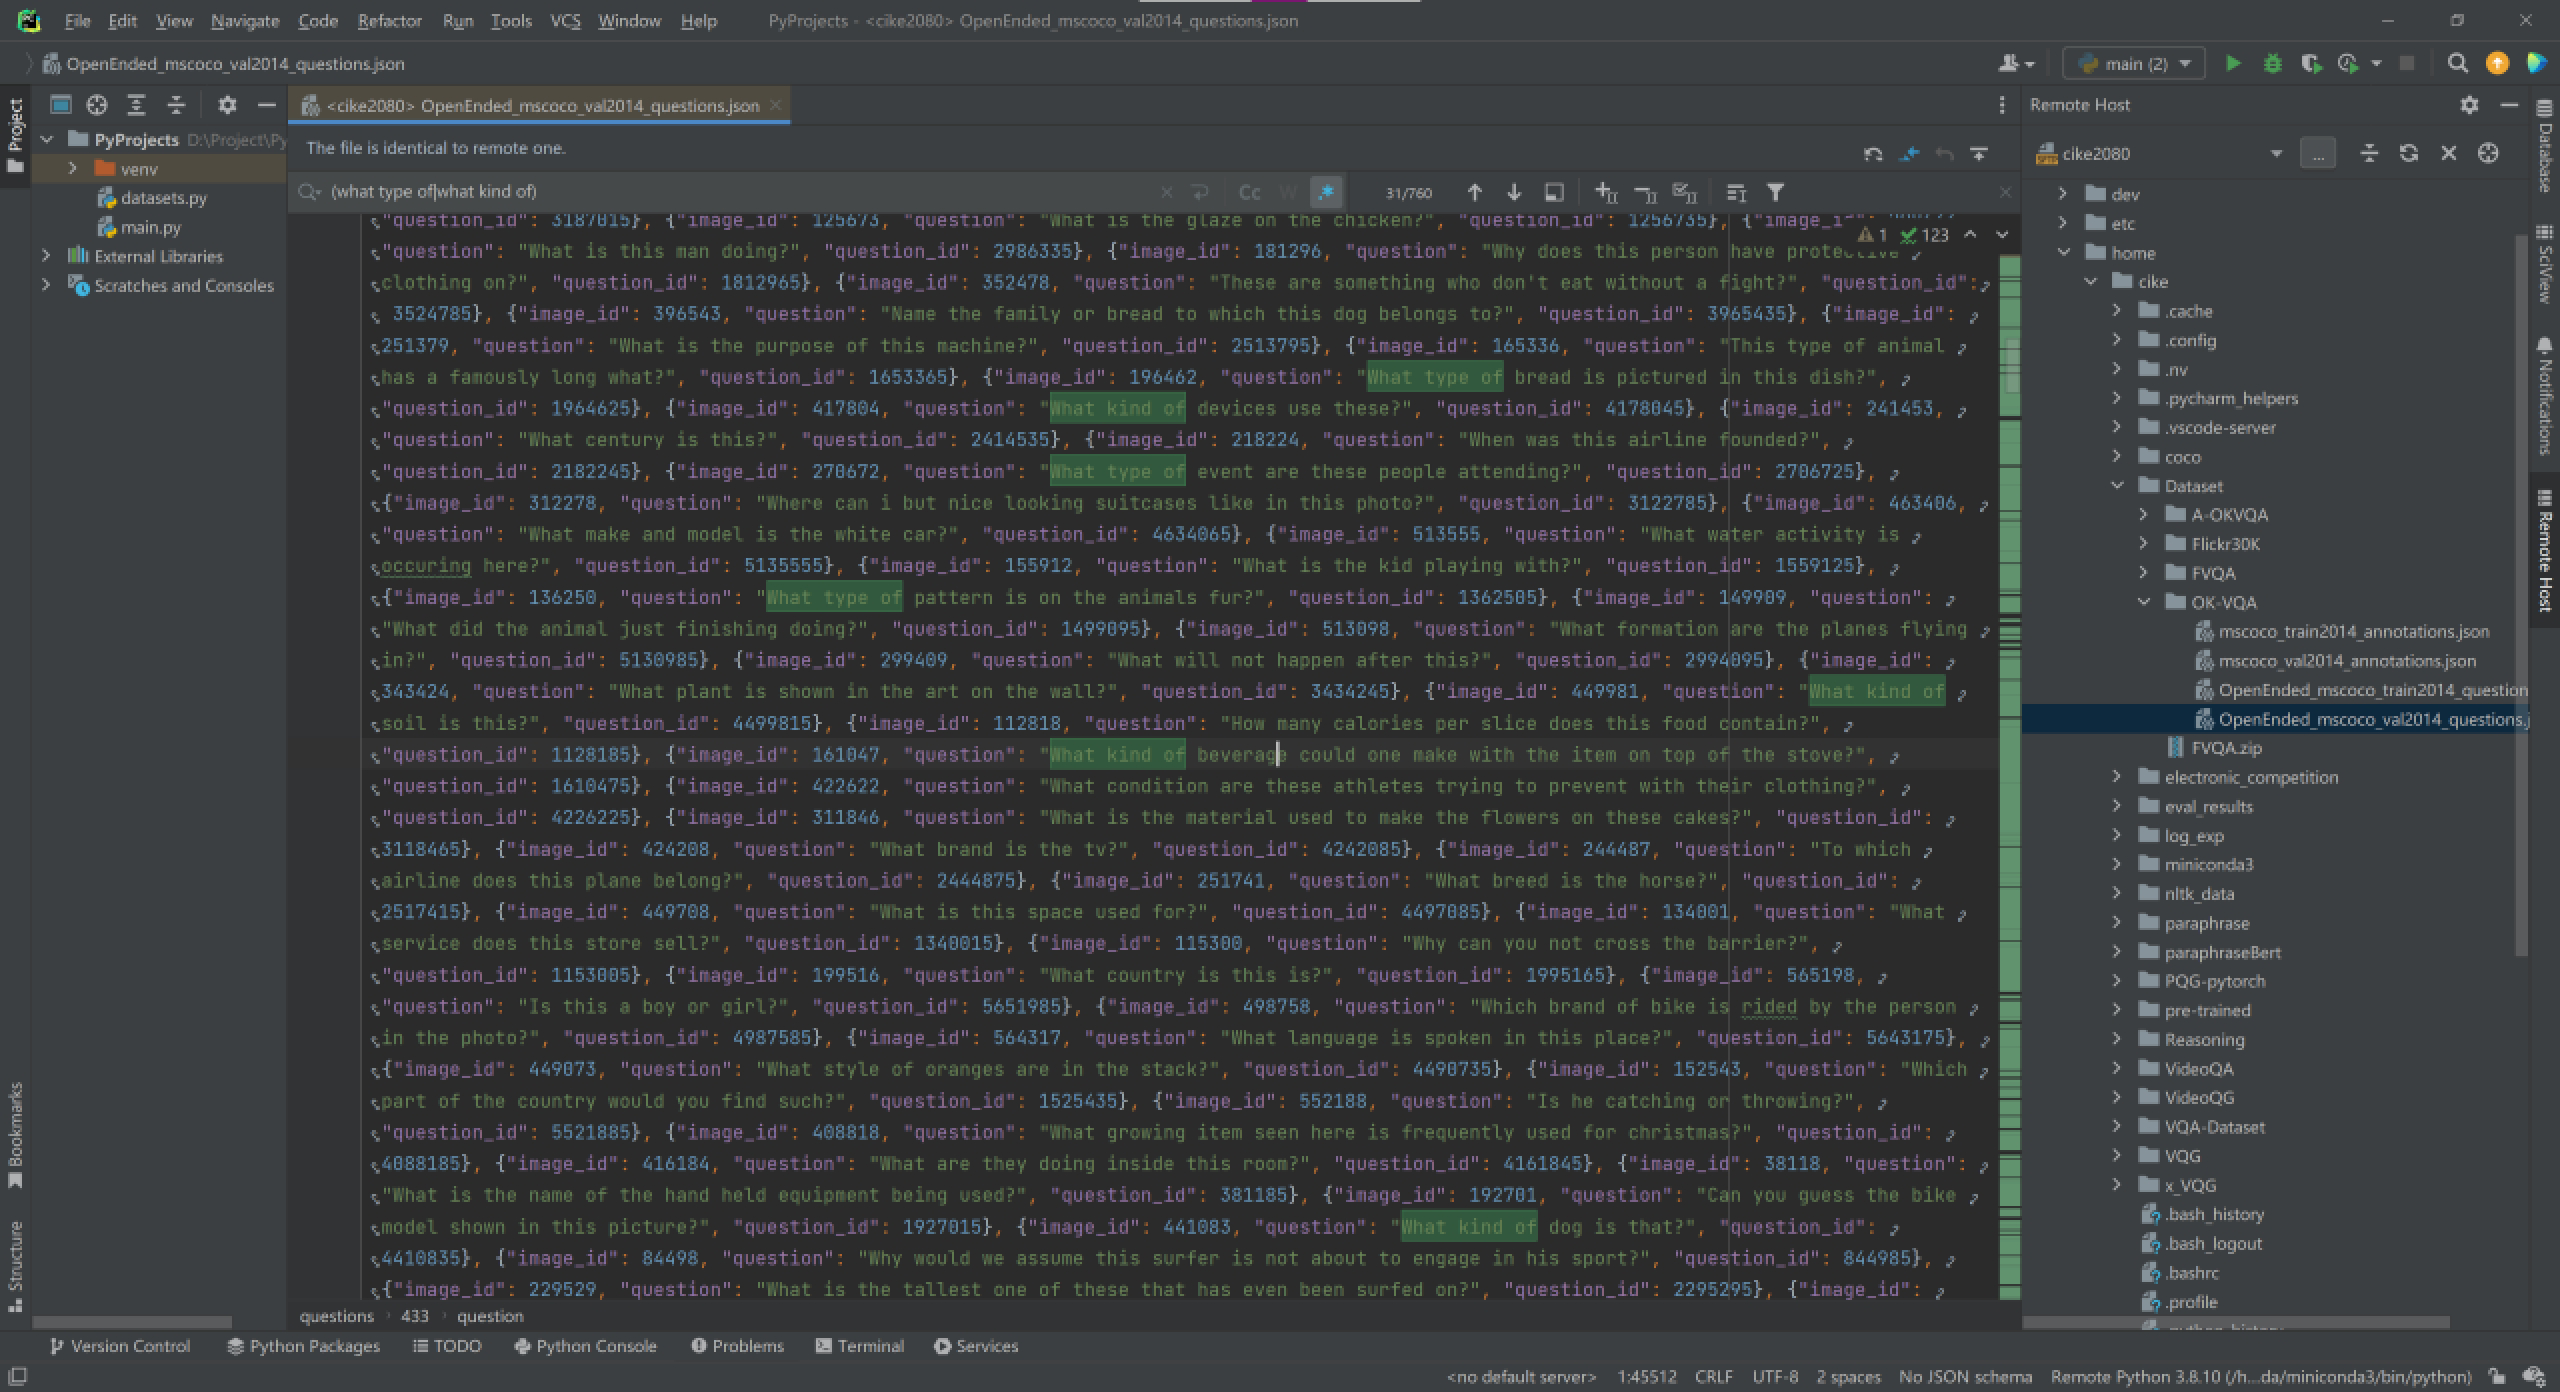 File Edit View Navigate Code Refactor Run Tools VCS Window Help PyProjects - <cike2080> OpenEnded_mscoco_val2014_questions.json
OpenEnded_mscoco_val2014_questions.json
main (2)
Project
PyProjects D:\Project\Py
venv
datasets.py
main.py
External Libraries
Scratches and Consoles
Bookmarks
Structure
<cike2080> OpenEnded_mscoco_val2014_questions.json
The file is identical to remote one.
(what type of|what kind of)
Cc W .* 31/760
1 123
"question_id": 3187015}, {"image_id": 125673, "question": "What is the glaze on the chicken?", "question_id": 1256735}, {"image_i
"question": "What is this man doing?", "question_id": 2986335}, {"image_id": 181296, "question": "Why does this person have protective
clothing on?", "question_id": 1812965}, {"image_id": 352478, "question": "These are something who don't eat without a fight?", "question_id":
3524785}, {"image_id": 396543, "question": "Name the family or bread to which this dog belongs to?", "question_id": 3965435}, {"image_id":
251379, "question": "What is the purpose of this machine?", "question_id": 2513795}, {"image_id": 165336, "question": "This type of animal
has a famously long what?", "question_id": 1653365}, {"image_id": 196462, "question": "What type of bread is pictured in this dish?",
"question_id": 1964625}, {"image_id": 417804, "question": "What kind of devices use these?", "question_id": 4178045}, {"image_id": 241453,
"question": "What century is this?", "question_id": 2414535}, {"image_id": 218224, "question": "When was this airline founded?",
"question_id": 2182245}, {"image_id": 270672, "question": "What type of event are these people attending?", "question_id": 2706725},
{"image_id": 312278, "question": "Where can i but nice looking suitcases like in this photo?", "question_id": 3122785}, {"image_id": 463406,
"question": "What make and model is the white car?", "question_id": 4634065}, {"image_id": 513555, "question": "What water activity is
occuring here?", "question_id": 5135555}, {"image_id": 155912, "question": "What is the kid playing with?", "question_id": 1559125},
{"image_id": 136250, "question": "What type of pattern is on the animals fur?", "question_id": 1362505}, {"image_id": 149909, "question":
"What did the animal just finishing doing?", "question_id": 1499095}, {"image_id": 513098, "question": "What formation are the planes flying
in?", "question_id": 5130985}, {"image_id": 299409, "question": "What will not happen after this?", "question_id": 2994095}, {"image_id":
343424, "question": "What plant is shown in the art on the wall?", "question_id": 3434245}, {"image_id": 449981, "question": "What kind of
soil is this?", "question_id": 4499815}, {"image_id": 112818, "question": "How many calories per slice does this food contain?",
"question_id": 1128185}, {"image_id": 161047, "question": "What kind of beverage could one make with the item on top of the stove?",
"question_id": 1610475}, {"image_id": 422622, "question": "What condition are these athletes trying to prevent with their clothing?",
"question_id": 4226225}, {"image_id": 311846, "question": "What is the material used to make the flowers on these cakes?", "question_id":
3118465}, {"image_id": 424208, "question": "What brand is the tv?", "question_id": 4242085}, {"image_id": 244487, "question": "To which
airline does this plane belong?", "question_id": 2444875}, {"image_id": 251741, "question": "What breed is the horse?", "question_id":
2517415}, {"image_id": 449708, "question": "What is this space used for?", "question_id": 4497085}, {"image_id": 134001, "question": "What
service does this store sell?", "question_id": 1340015}, {"image_id": 115300, "question": "Why can you not cross the barrier?",
"question_id": 1153005}, {"image_id": 199516, "question": "What country is this is?", "question_id": 1995165}, {"image_id": 565198,
"question": "Is this a boy or girl?", "question_id": 5651985}, {"image_id": 498758, "question": "Which brand of bike is rided by the person
in the photo?", "question_id": 4987585}, {"image_id": 564317, "question": "What language is spoken in this place?", "question_id": 5643175},
{"image_id": 449073, "question": "What style of oranges are in the stack?", "question_id": 4490735}, {"image_id": 152543, "question": "Which
part of the country would you find such?", "question_id": 1525435}, {"image_id": 552188, "question": "Is he catching or throwing?",
"question_id": 5521885}, {"image_id": 408818, "question": "What growing item seen here is frequently used for christmas?", "question_id":
4088185}, {"image_id": 416184, "question": "What are they doing inside this room?", "question_id": 4161845}, {"image_id": 38118, "question":
"What is the name of the hand held equipment being used?", "question_id": 381185}, {"image_id": 192701, "question": "Can you guess the bike
model shown in this picture?", "question_id": 1927015}, {"image_id": 441083, "question": "What kind of dog is that?", "question_id":
4410835}, {"image_id": 84498, "question": "Why would we assume this surfer is not about to engage in his sport?", "question_id": 844985},
{"image_id": 229529, "question": "What is the tallest one of these that has even been surfed on?", "question_id": 2295295}, {"image_id":
questions 433 question
Remote Host
cike2080
...
dev
etc
home
cike
.cache
.config
.nv
.pycharm_helpers
.vscode-server
coco
Dataset
A-OKVQA
Flickr30K
FVQA
OK-VQA
mscoco_train2014_annotations.json
mscoco_val2014_annotations.json
OpenEnded_mscoco_train2014_question
OpenEnded_mscoco_val2014_questions.j
FVQA.zip
electronic_competition
eval_results
log_exp
miniconda3
nltk_data
paraphrase
paraphraseBert
PQG-pytorch
pre-trained
Reasoning
VideoQA
VideoQG
VQA-Dataset
VQG
x_VQG
.bash_history
.bash_logout
.bashrc
.profile
Database
SciView
Notifications
Remote Host
Version Control Python Packages TODO Python Console Problems Terminal Services
<no default server> 1:45512 CRLF UTF-8 2 spaces No JSON schema Remote Python 3.8.10 (/h...da/miniconda3/bin/python)